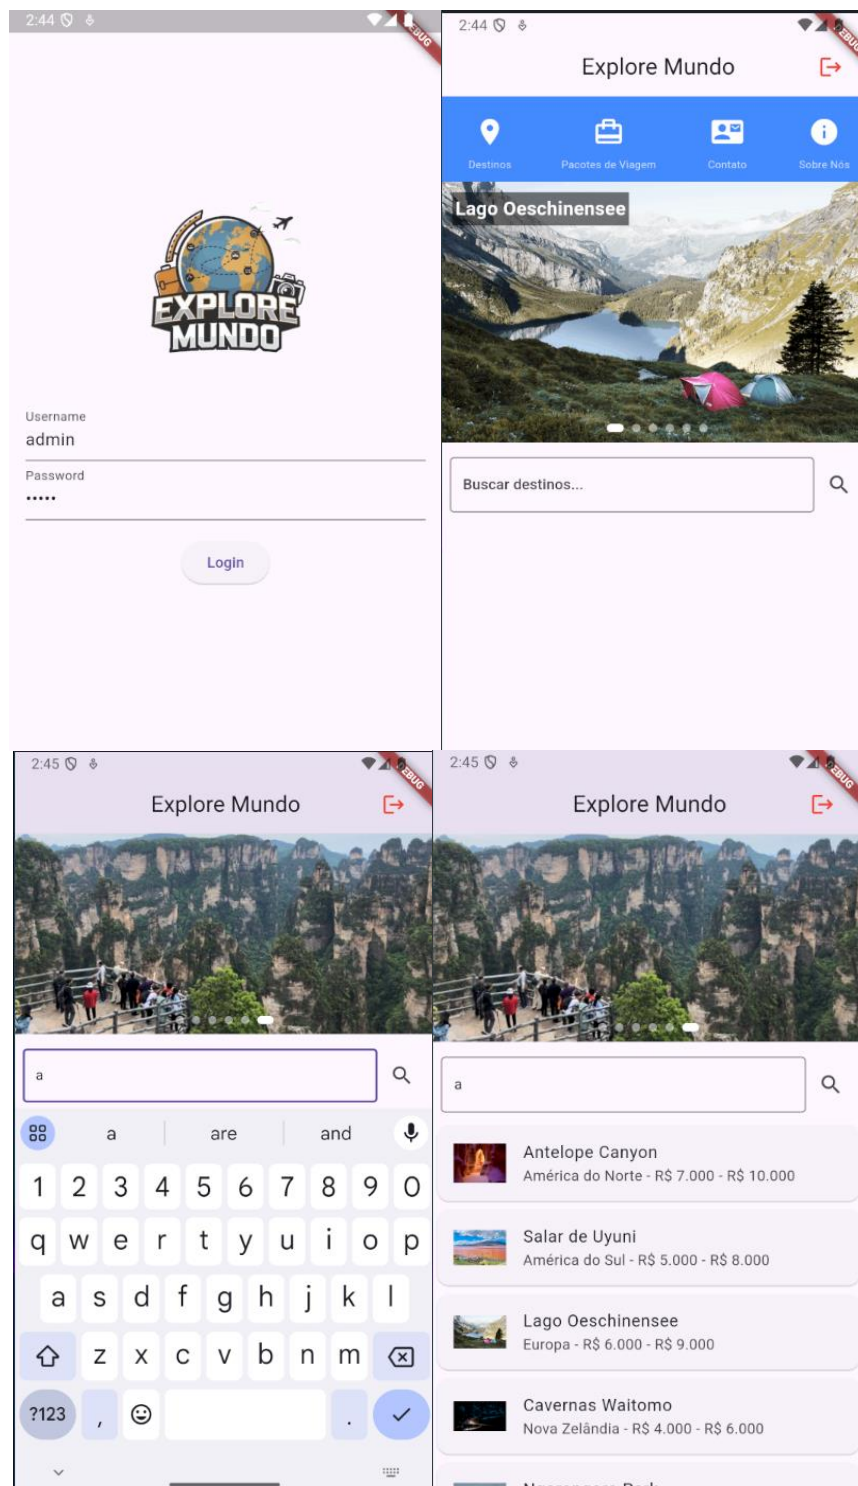 2:44
DEBUG
EXPLORE
MUNDO
Username
admin
Password
•••••
Login
2:44
Explore Mundo
Destinos
Pacotes de Viagem
Contato
Sobre Nós
Lago Oeschinensee
Buscar destinos...
2:45
DEBUG
Explore Mundo
a
a
are
and
1 2 3 4 5 6 7 8 9 0
q w e r t y u i o p
a s d f g h j k l
z x c v b n m
?123 , .
2:45
Explore Mundo
a
Antelope Canyon
América do Norte - R$ 7.000 - R$ 10.000
Salar de Uyuni
América do Sul - R$ 5.000 - R$ 8.000
Lago Oeschinensee
Europa - R$ 6.000 - R$ 9.000
Cavernas Waitomo
Nova Zelândia - R$ 4.000 - R$ 6.000